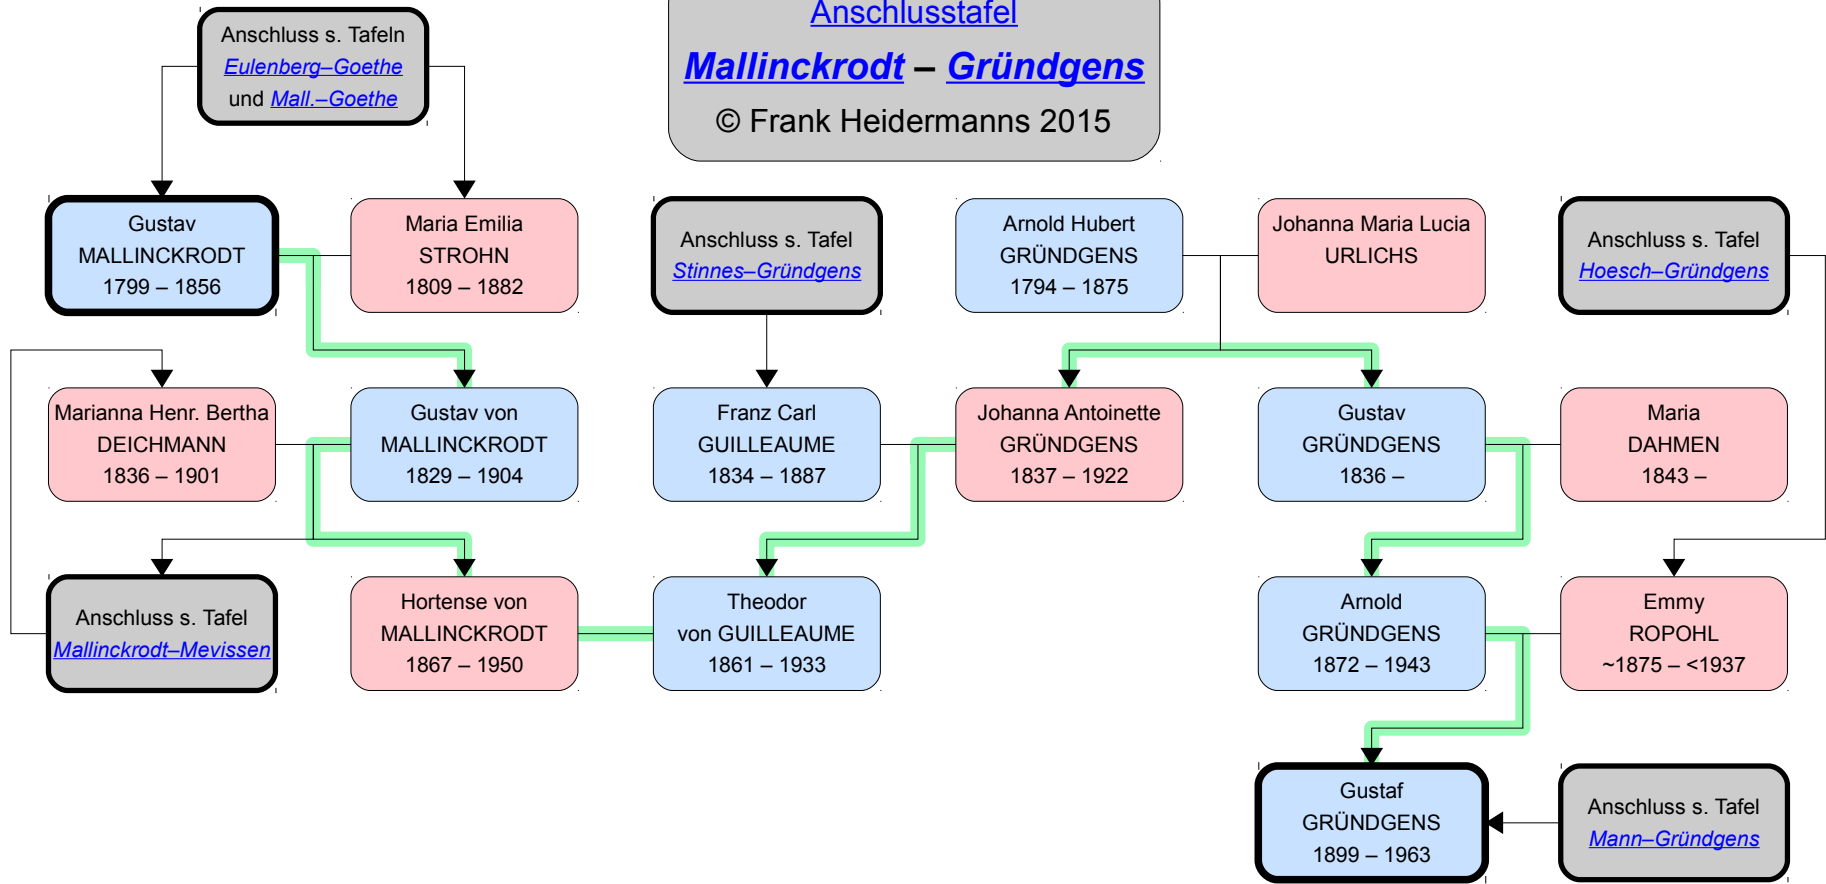 Anschlusstafel
Mallinckrodt – Gründgens
© Frank Heidermanns 2015
Anschluss s. Tafeln
Eulenberg–Goethe
und Mall.–Goethe
Gustav
MALLINCKRODT
1799 – 1856
Maria Emilia
STROHN
1809 – 1882
Anschluss s. Tafel
Stinnes–Gründgens
Arnold Hubert
GRÜNDGENS
1794 – 1875
Johanna Maria Lucia
URLICHS
Anschluss s. Tafel
Hoesch–Gründgens
Marianna Henr. Bertha
DEICHMANN
1836 – 1901
Gustav von
MALLINCKRODT
1829 – 1904
Franz Carl
GUILLEAUME
1834 – 1887
Johanna Antoinette
GRÜNDGENS
1837 – 1922
Gustav
GRÜNDGENS
1836 –
Maria
DAHMEN
1843 –
Anschluss s. Tafel
Mallinckrodt–Mevissen
Hortense von
MALLINCKRODT
1867 – 1950
Theodor
von GUILLEAUME
1861 – 1933
Arnold
GRÜNDGENS
1872 – 1943
Emmy
ROPOHL
~1875 – <1937
Gustaf
GRÜNDGENS
1899 – 1963
Anschluss s. Tafel
Mann–Gründgens